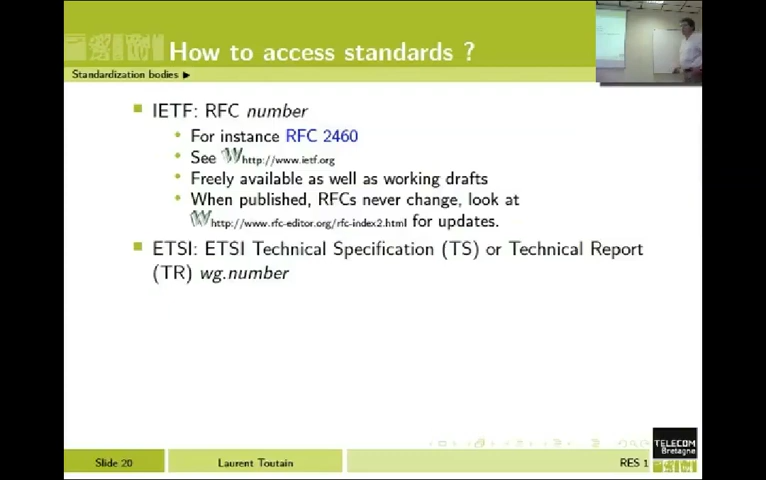 How to access standards ?
Standardization bodies ▶
IETF: RFC number
For instance RFC 2460
See http://www.ietf.org
Freely available as well as working drafts
When published, RFCs never change, look at
http://www.rfc-editor.org/rfc-index2.html for updates.
ETSI: ETSI Technical Specification (TS) or Technical Report
(TR) wg.number
TELECOM
Bretagne
Slide 20
Laurent Toutain
RES 1